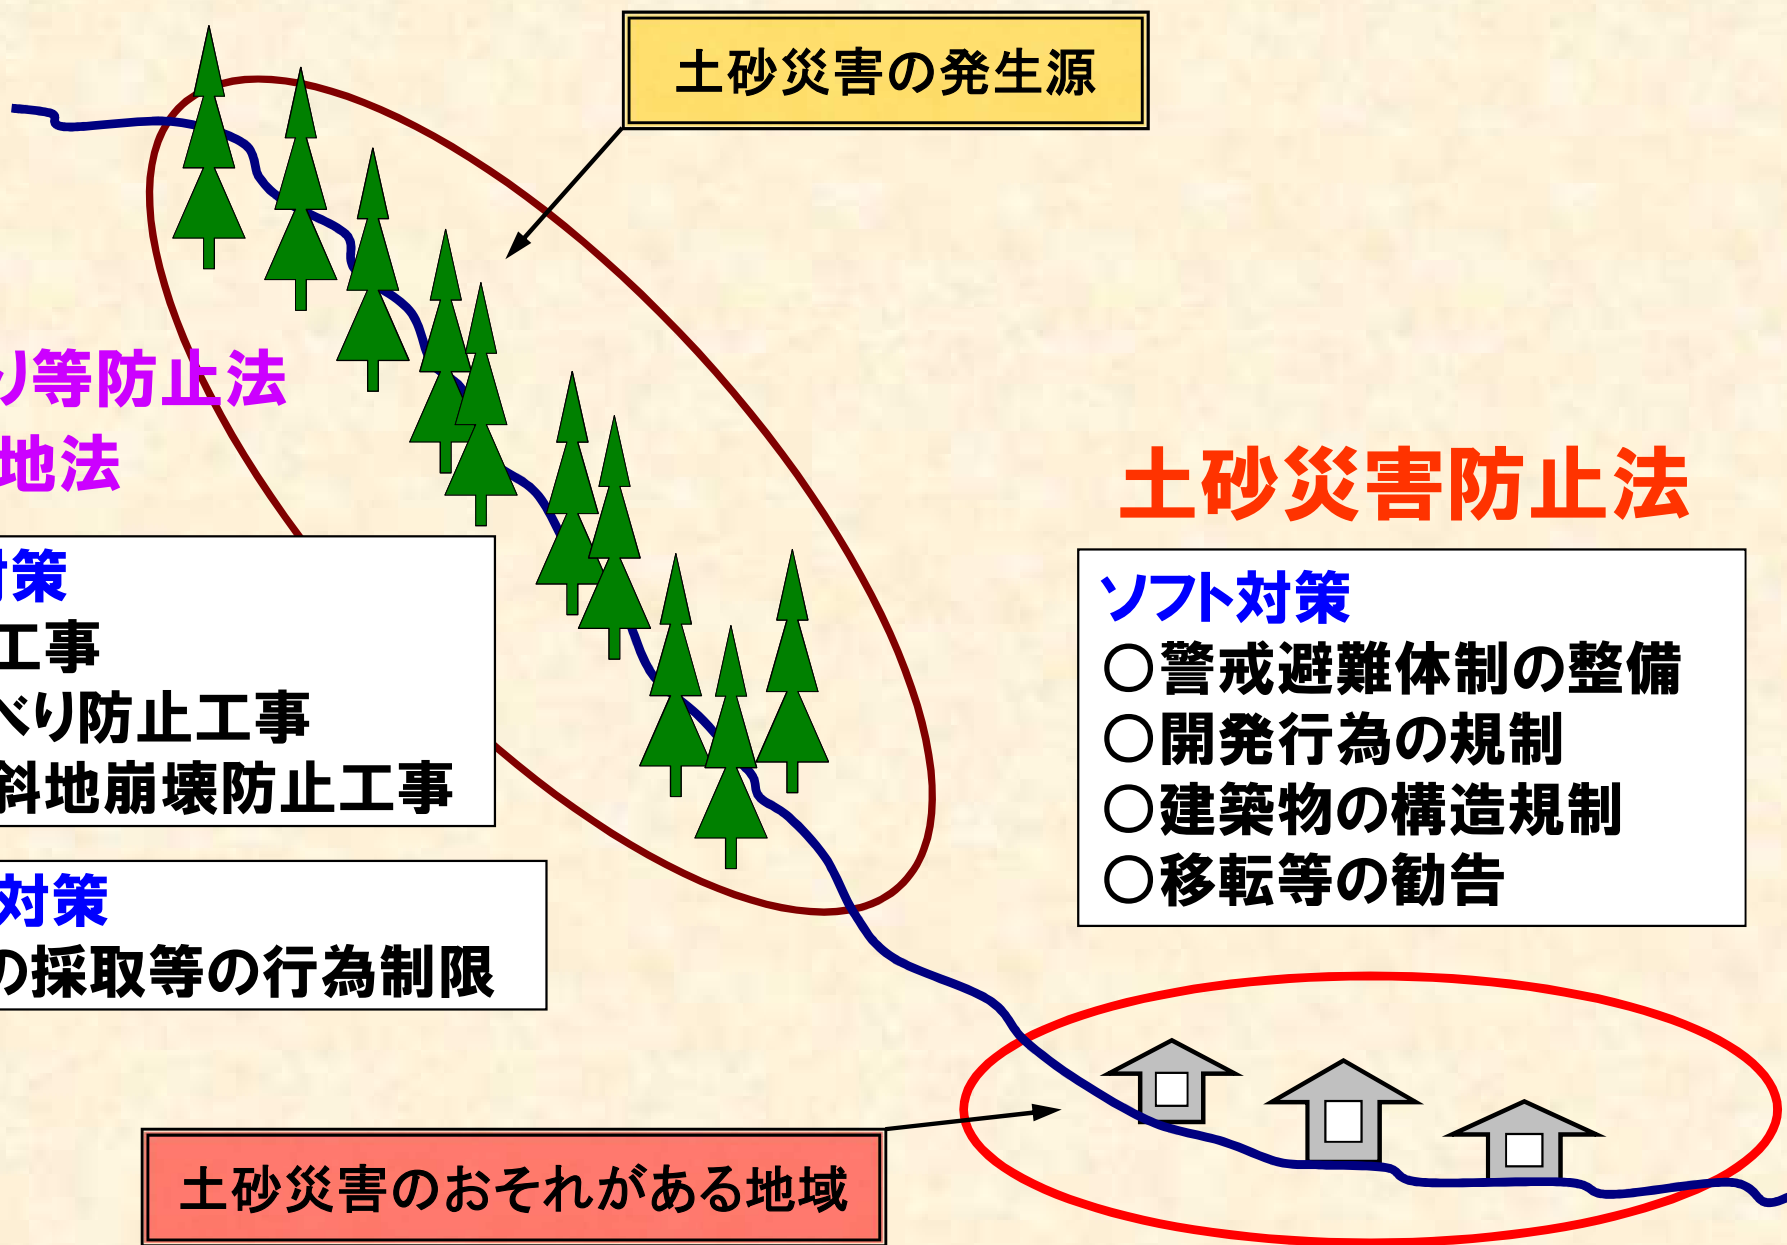 土砂災害の発生源
り等防止法
地法
対策
工事
べり防止工事
斜地崩壊防止工事
対策
の採取等の行為制限
土砂災害防止法
ソフト対策
○警戒避難体制の整備
○開発行為の規制
○建築物の構造規制
○移転等の勧告
土砂災害のおそれがある地域